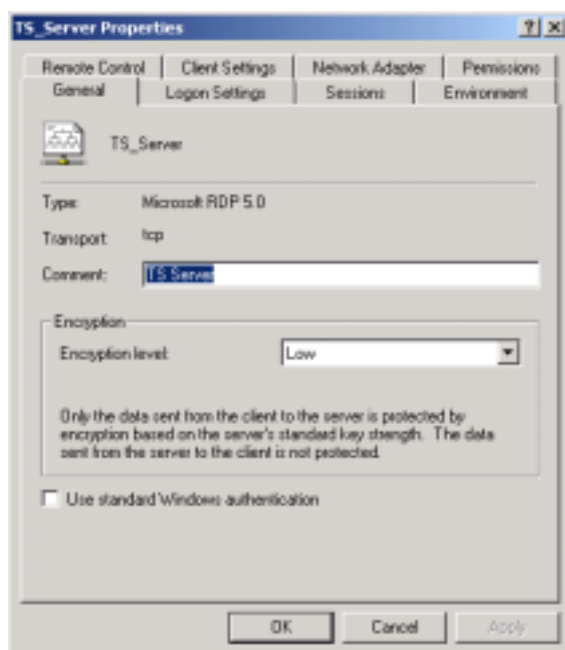 TS_Server Properties
Remote Control Client Settings Network Adapter Permissions
General Logon Settings Sessions Environment
TS_Server
Type: Microsoft RDP 5.0
Transport: tcp
Comment: TS Server
Encryption
Encryption level: Low
Only the data sent from the client to the server is protected by
encryption based on the server's standard key strength. The data
sent from the server to the client is not protected.
Use standard Windows authentication
OK Cancel Apply